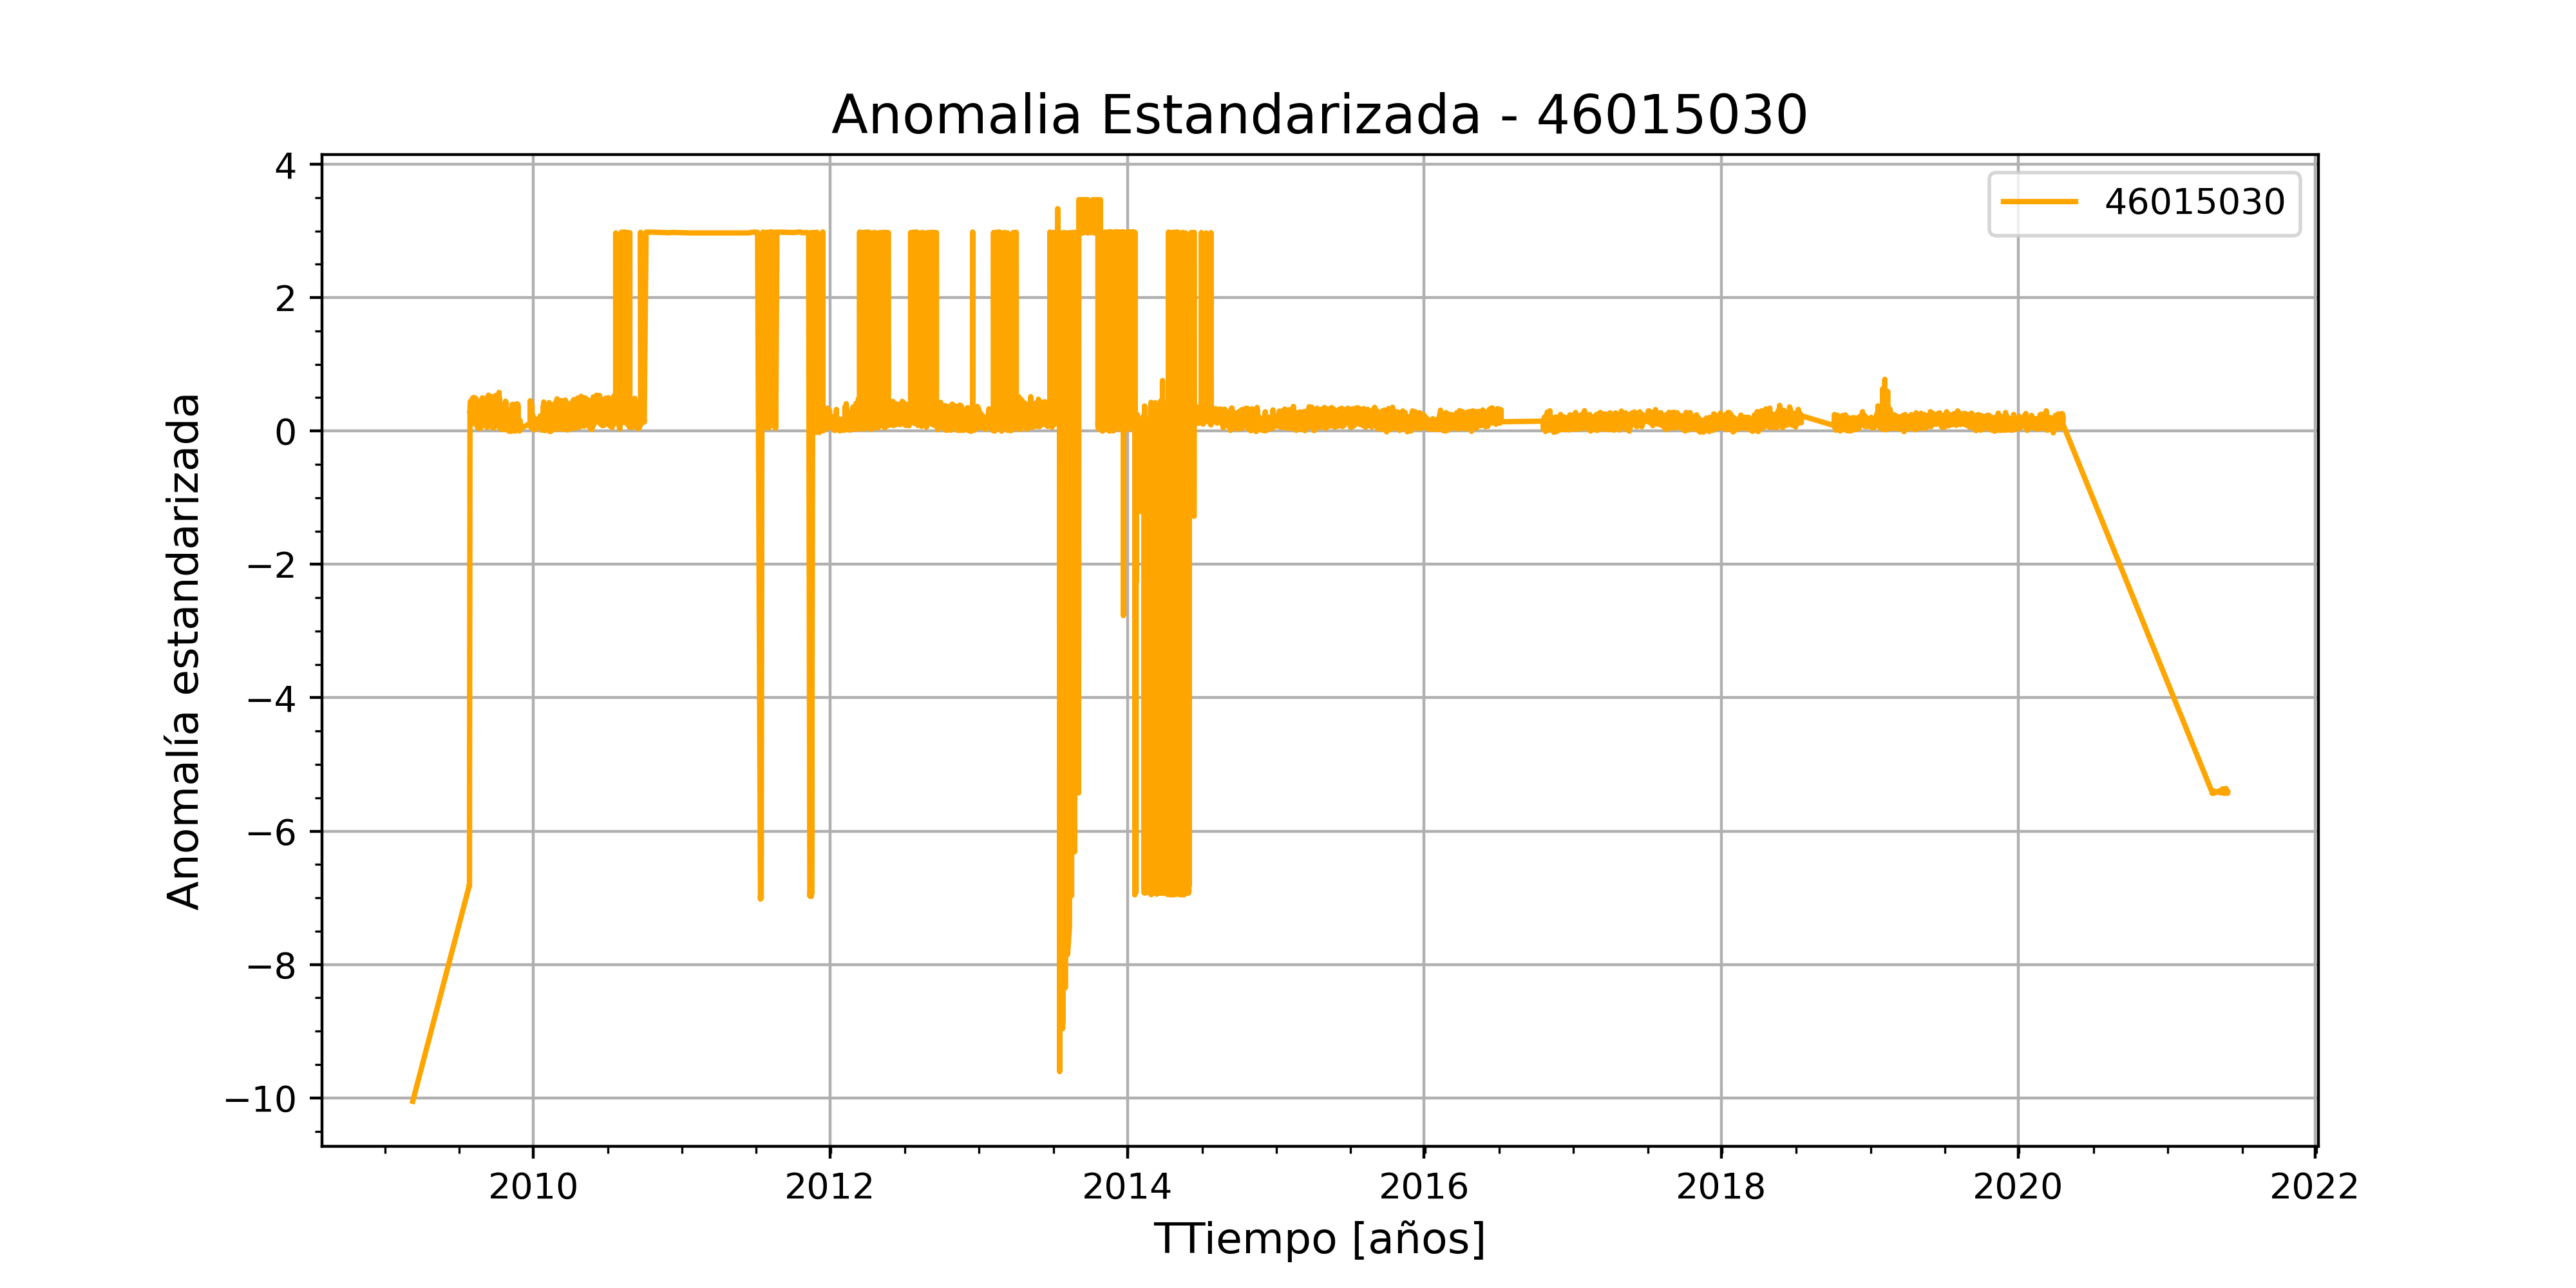 Anomalia Estandarizada - 46015030
46015030
Anomalía estandarizada
4
2
0
−2
−4
−6
−8
−10
2010 2012 2014 2016 2018 2020 2022
TTiempo [años]